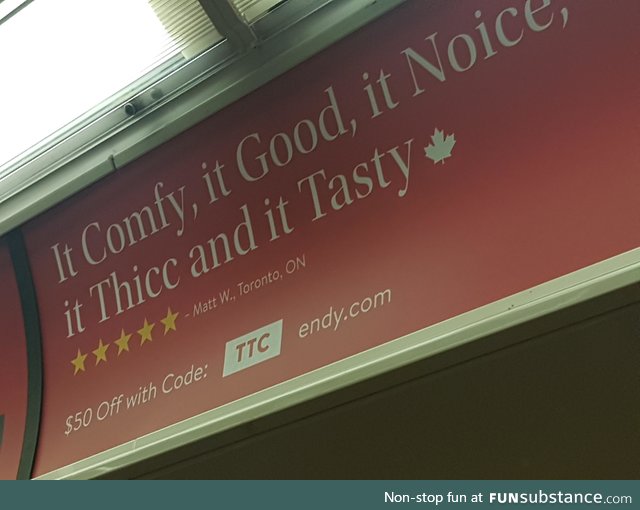 It Comfy, it Good, it Noice,
it Thicc and it Tasty
★★★★★ - Matt W., Toronto, ON
$50 Off with Code: TTC endy.com
Non-stop fun at FUNsubstance.com